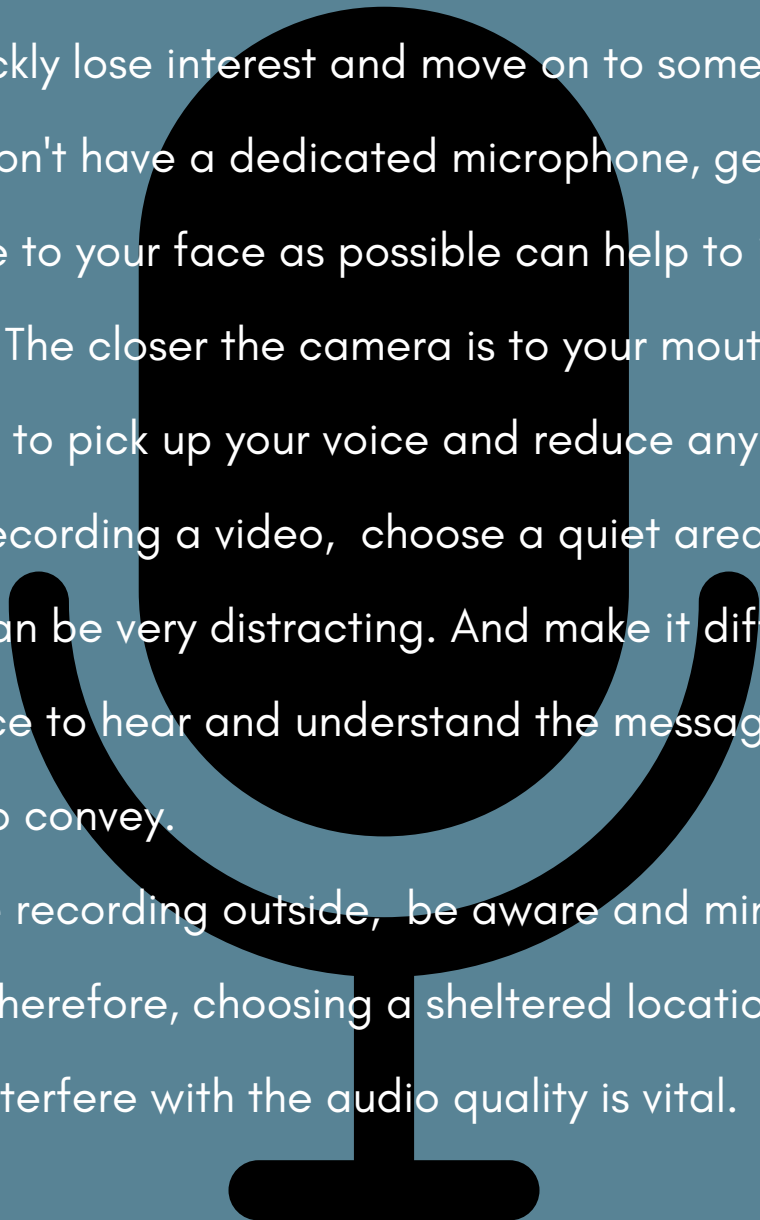 ckly lose interest and move on to some
on't have a dedicated microphone, ge
e to your face as possible can help to
The closer the camera is to your mout
to pick up your voice and reduce any
ecording a video,  choose a quiet area
an be very distracting. And make it dif
ce to hear and understand the messag
o convey.
recording outside,  be aware and mi
herefore, choosing a sheltered locatio
terfere with the audio quality is vital.